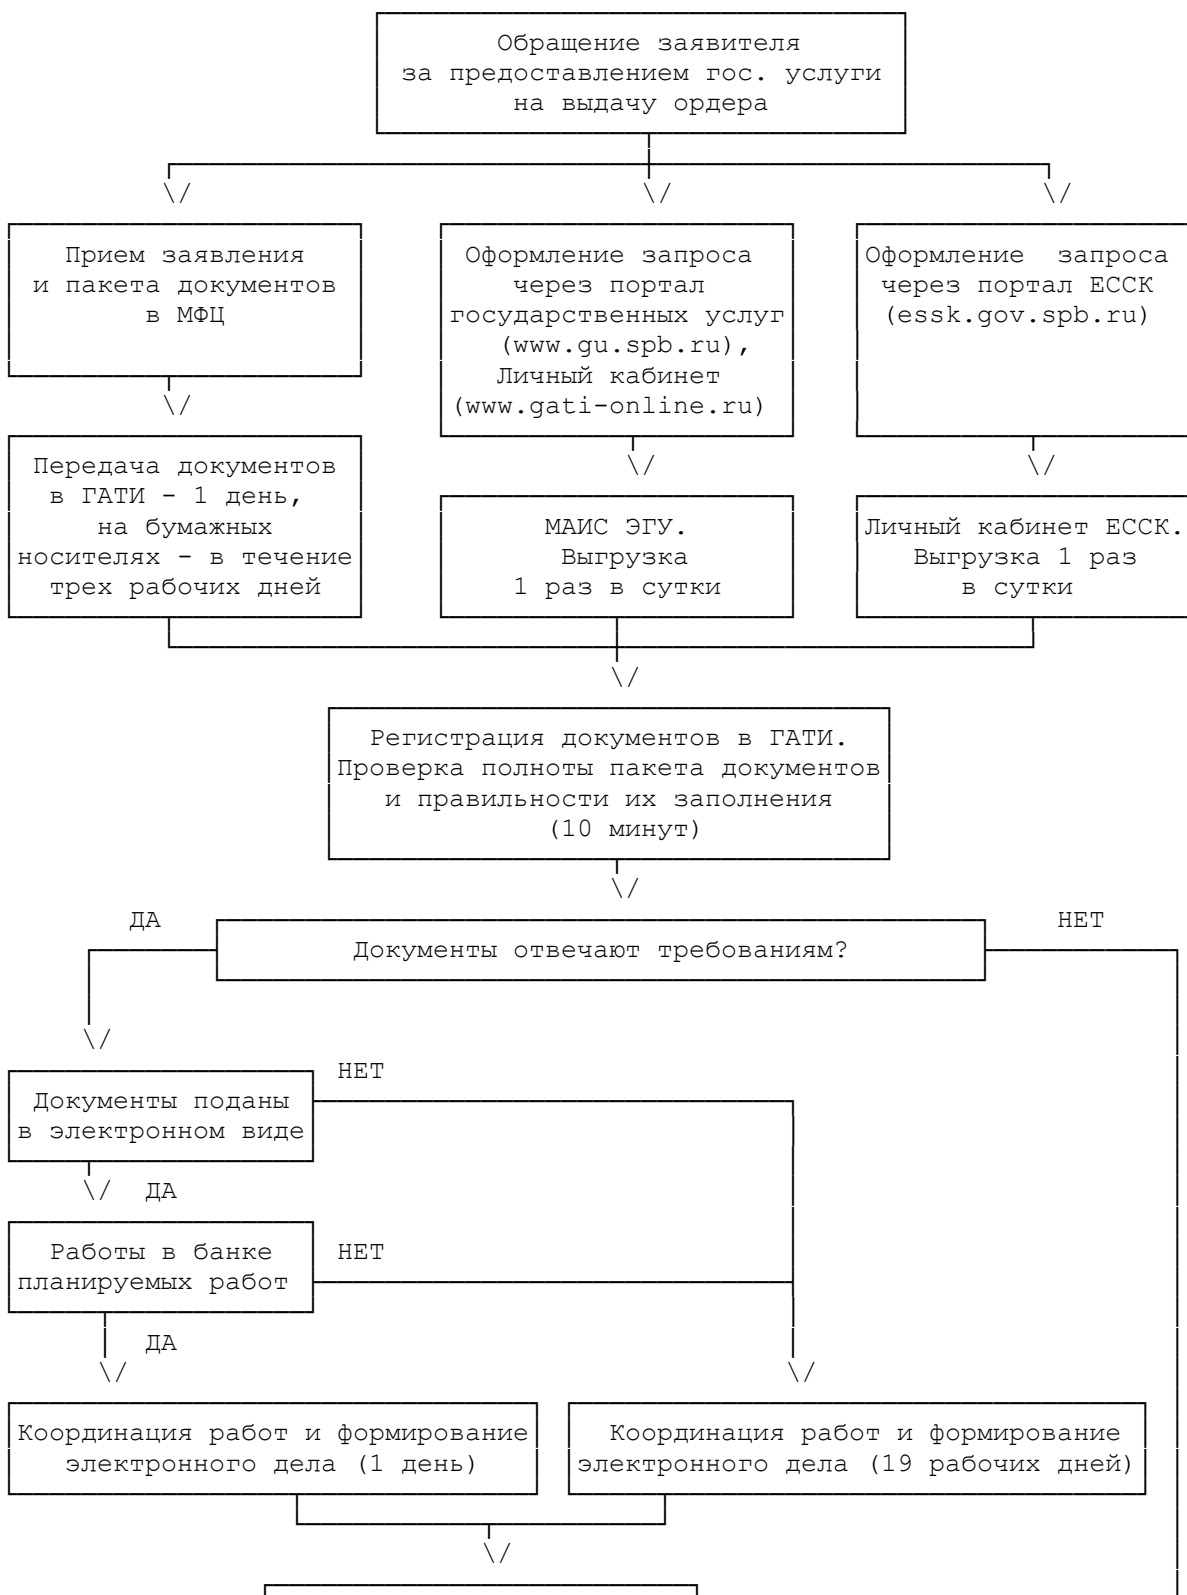 Обращение заявителя
за предоставлением гос. услуги
на выдачу ордера
Прием заявления
и пакета документов
в МФЦ
Оформление запроса
через портал
государственных услуг
(www.gu.spb.ru),
Личный кабинет
(www.gati-online.ru)
Оформление запроса
через портал ЕССК
(essk.gov.spb.ru)
Передача документов
в ГАТИ - 1 день,
на бумажных
носителях - в течение
трех рабочих дней
МАИС ЭГУ.
Выгрузка
1 раз в сутки
Личный кабинет ЕССК.
Выгрузка 1 раз
в сутки
Регистрация документов в ГАТИ.
Проверка полноты пакета документов
и правильности их заполнения
(10 минут)
ДА
НЕТ
Документы отвечают требованиям?
НЕТ
Документы поданы
в электронном виде
ДА
Работы в банке
планируемых работ
НЕТ
ДА
Координация работ и формирование
электронного дела (1 день)
Координация работ и формирование
электронного дела (19 рабочих дней)